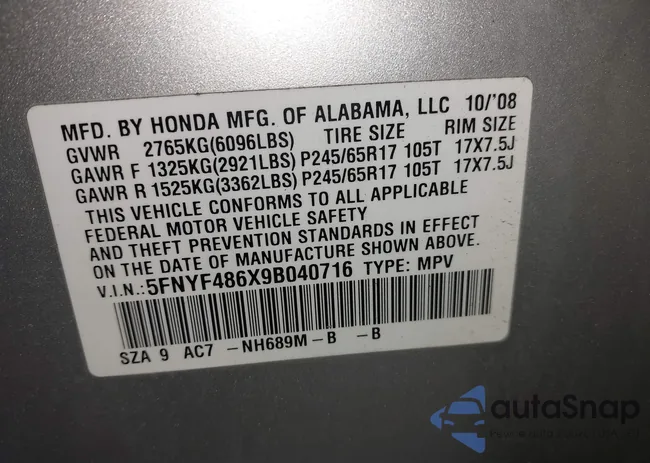 MFD. BY HONDA MFG. OF ALABAMA, LLC 10/'08
GVWR 2765KG(6096LBS) TIRE SIZE RIM SIZE
GAWR F 1325KG(2921LBS) P245/65R17 105T 17X7.5J
GAWR R 1525KG(3362LBS) P245/65R17 105T 17X7.5J
THIS VEHICLE CONFORMS TO ALL APPLICABLE
FEDERAL MOTOR VEHICLE SAFETY
AND THEFT PREVENTION STANDARDS IN EFFECT
ON THE DATE OF MANUFACTURE SHOWN ABOVE.
V.I.N.: 5FNYF486X9B040716 TYPE: MPV
SZA 9 AC7 -NH689M-B -B
autoSnap